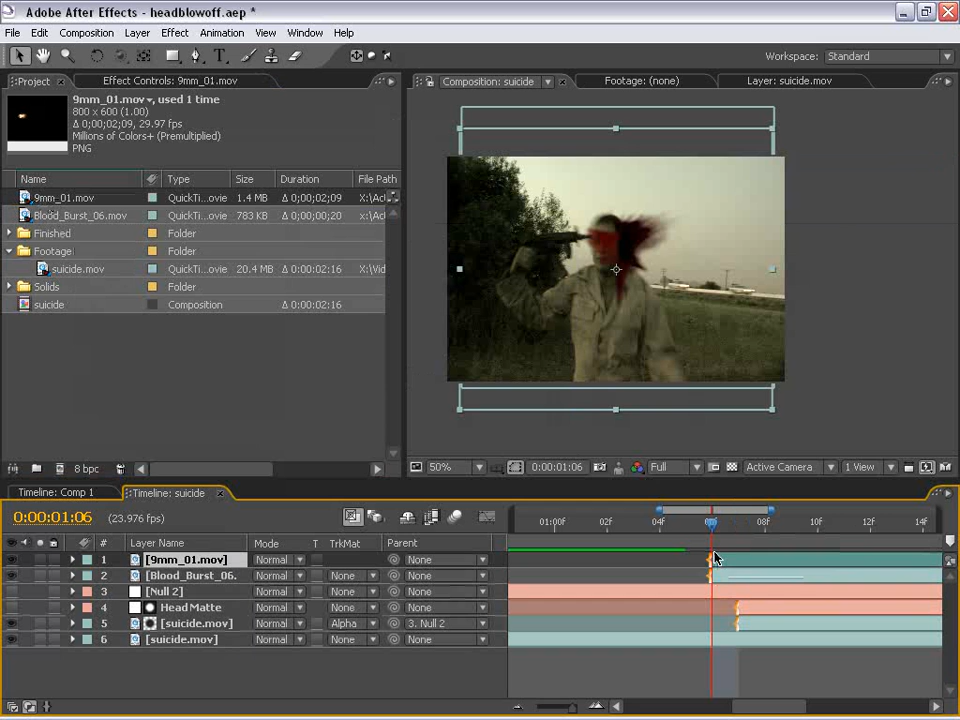 Adobe After Effects - headblowoff.aep *
File Edit Composition Layer Effect Animation View Window Help
Workspace: Standard
Project Effect Controls: 9mm_01.mov
Composition: suicide Footage: (none) Layer: suicide.mov
9mm_01.mov, used 1 time
800 x 600 (1.00)
Δ 0;00;02;09, 29.97 fps
Millions of Colors+ (Premultiplied)
PNG
Name Type Size Duration File Path
9mm_01.mov QuickTi...ovie 1.4 MB Δ 0;00;02;09 X:\Ad
Blood_Burst_06.mov QuickTi...ovie 783 KB Δ 0;00;00;20 X:\Ad
Finished Folder
Footage Folder
suicide.mov QuickTi...ovie 20.4 MB Δ 0:00:02:16 X:\Vid
Solids Folder
suicide Composition Δ 0:00:02:16
8 bpc
50% 0:00:01:06 Full Active Camera 1 View
Timeline: Comp 1 Timeline: suicide
0:00:01:06 (23.976 fps)
01:00f 02f 04f 06f 08f 10f 12f 14f
# Layer Name Mode T TrkMat Parent
1 [9mm_01.mov] Normal None
2 [Blood_Burst_06. Normal None None
3 [Null 2] Normal None None
4 Head Matte Normal None None
5 [suicide.mov] Normal Alpha 3. Null 2
6 [suicide.mov] Normal None None